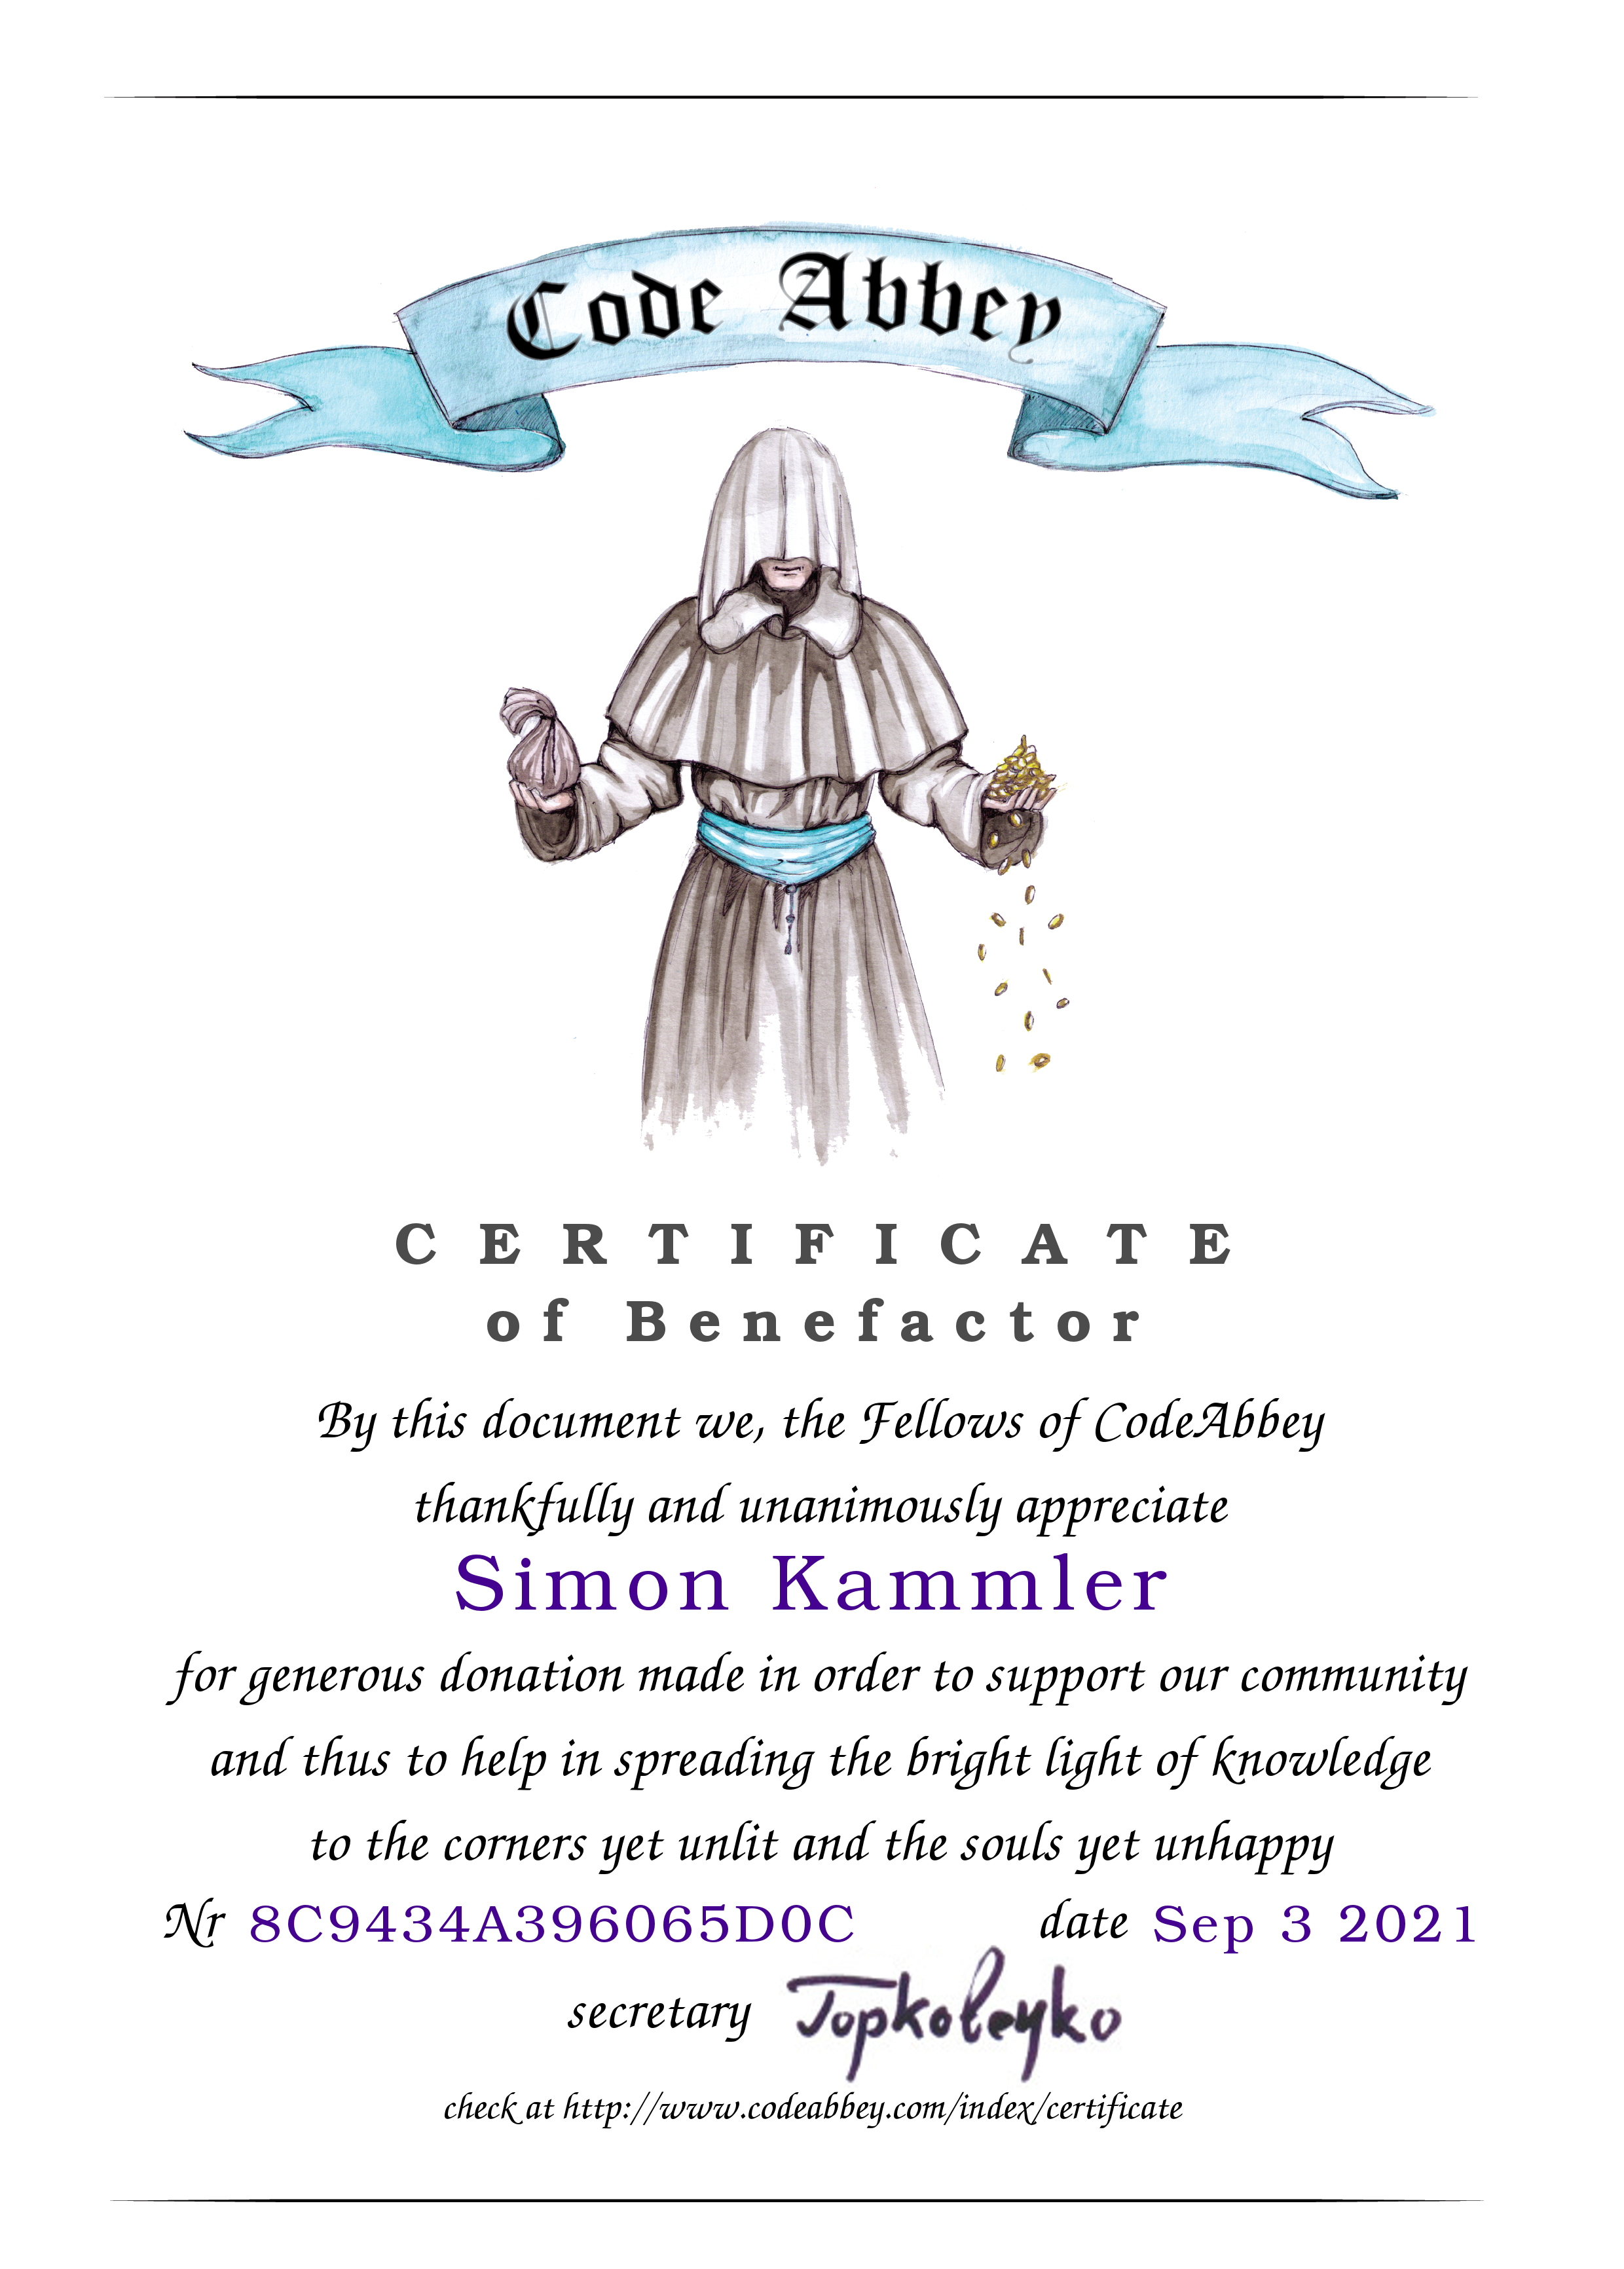 Code Abbey
CERTIFICATE
of Benefactor
By this document we, the Fellows of CodeAbbey
thankfully and unanimously appreciate
Simon Kammler
for generous donation made in order to support our community
and thus to help in spreading the bright light of knowledge
to the corners yet unlit and the souls yet unhappy
Nr 8C9434A396065D0C date Sep 3 2021
secretary
check at http://www.codeabbey.com/index/certificate